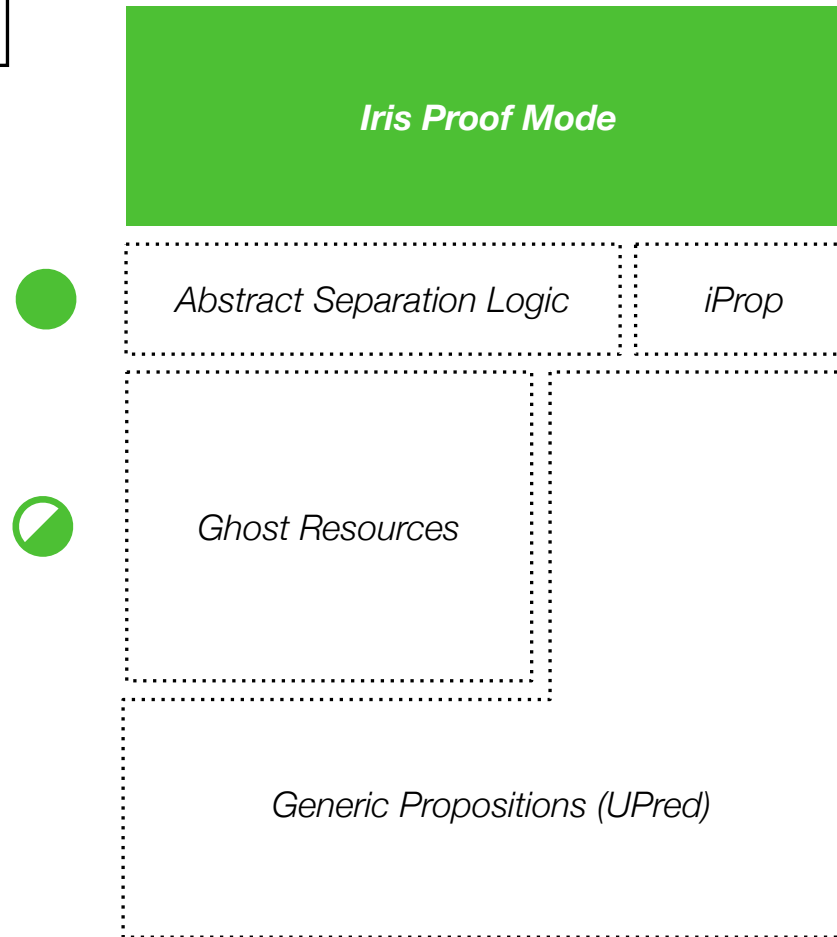 Iris Proof Mode
Abstract Separation Logic
iProp
Ghost Resources
Generic Propositions (UPred)